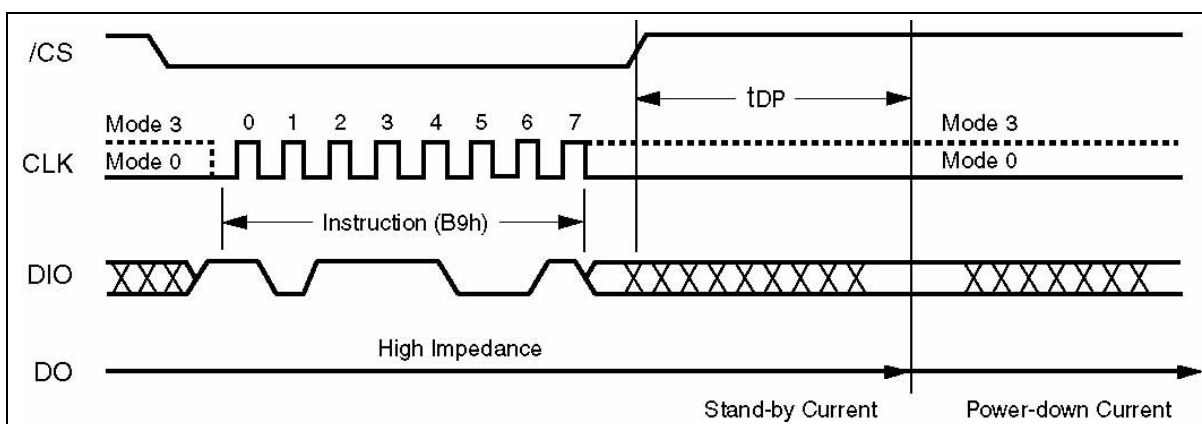 /CS
tDP
Mode 3
0 1 2 3 4 5 6 7
Mode 3
CLK
Mode 0
Mode 0
Instruction (B9h)
DIO
High Impedance
DO
Stand-by Current
Power-down Current